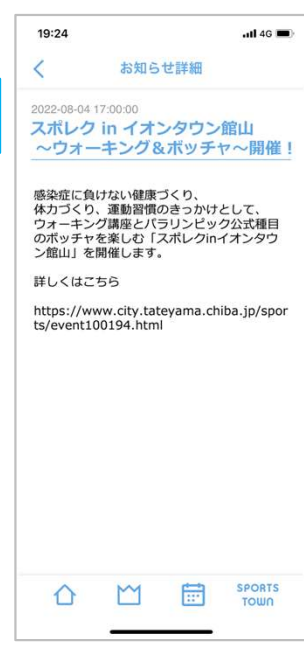 19:24
4G
お知らせ詳細
2022-08-04 17:00:00
スポレク in イオンタウン館山
～ウォーキング&ボッチャ～開催！
感染症に負けない健康づくり、
体力づくり、運動習慣のきっかけとして、
ウォーキング講座とパラリンピック公式種目
のボッチャを楽しむ「スポレクinイオンタウ
ン館山」を開催します。
詳しくはこちら
https://www.city.tateyama.chiba.jp/spor
ts/event100194.html
SPORTS
TOWN